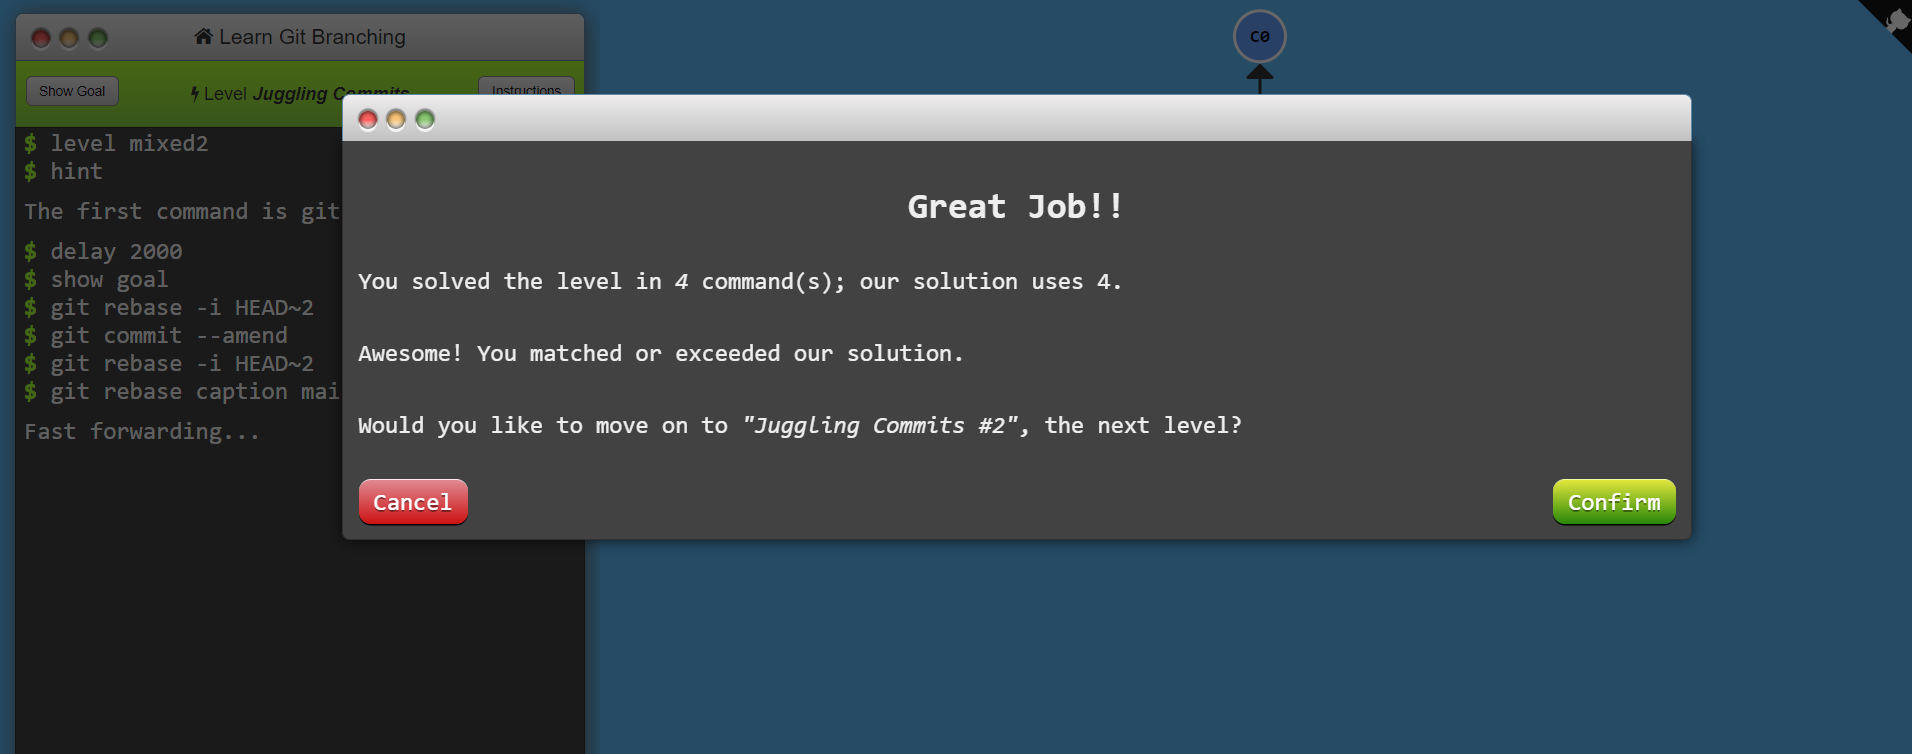 Learn Git Branching
Show Goal
Level Juggling Commits
Instructions
C0
$ level mixed2
$ hint
The first command is git
$ delay 2000
$ show goal
$ git rebase -i HEAD~2
$ git commit --amend
$ git rebase -i HEAD~2
$ git rebase caption mai
Fast forwarding...
Great Job!!
You solved the level in 4 command(s); our solution uses 4.
Awesome! You matched or exceeded our solution.
Would you like to move on to "Juggling Commits #2", the next level?
Cancel
Confirm